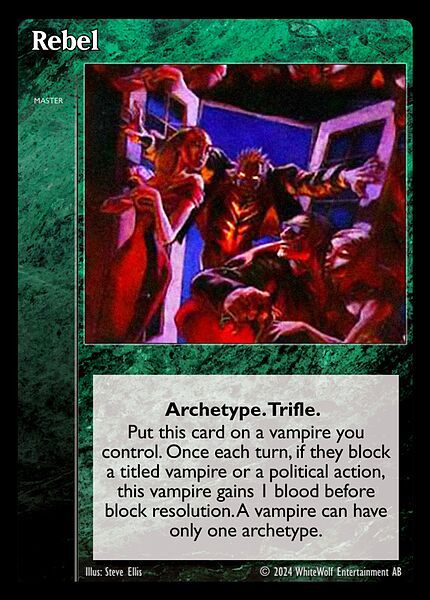 Rebel
MASTER
Archetype. Trifle.
Put this card on a vampire you
control. Once each turn, if they block
a titled vampire or a political action,
this vampire gains 1 blood before
block resolution. A vampire can have
only one archetype.
Illus: Steve Ellis
© 2024 WhiteWolf Entertainment AB